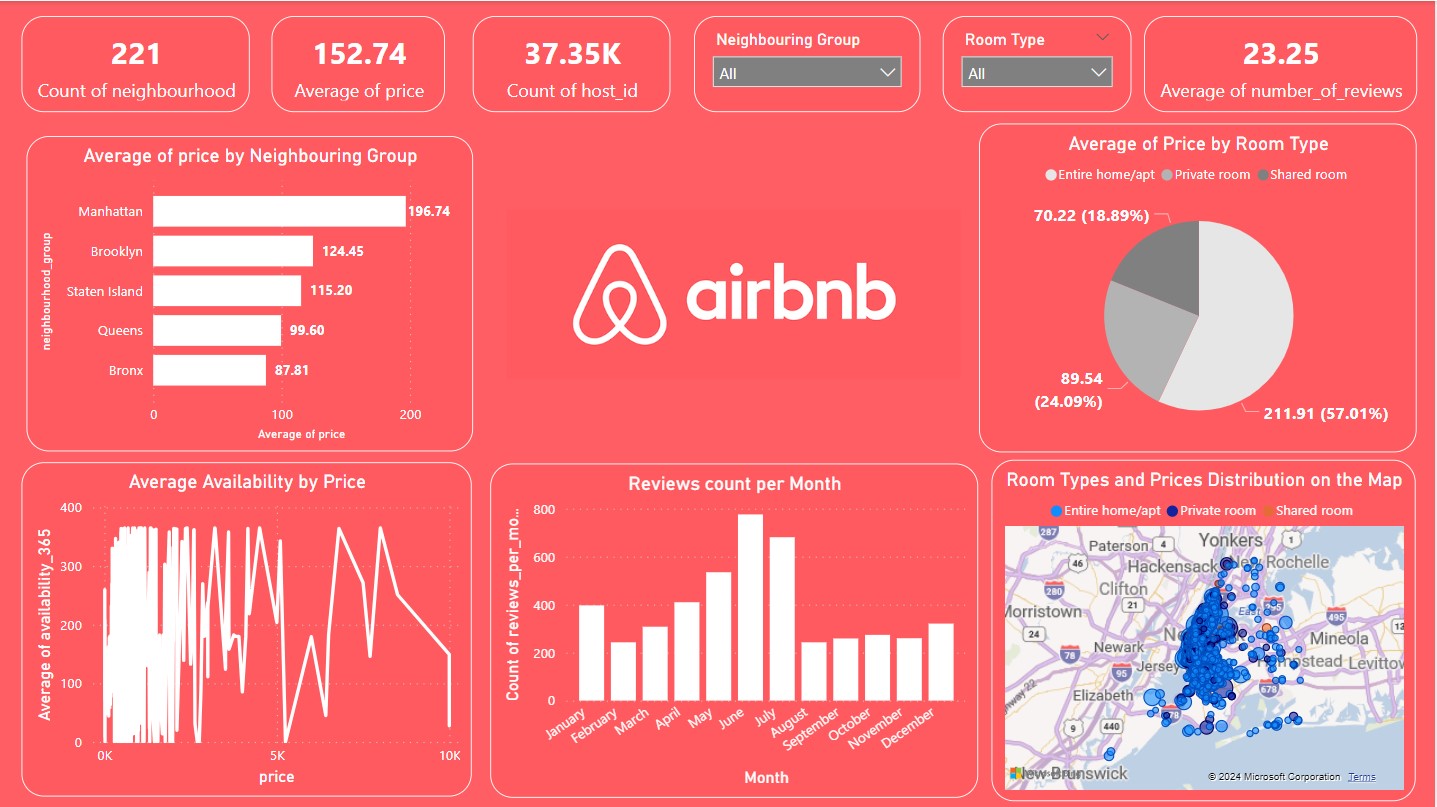 221
Count of neighbourhood
152.74
Average of price
37.35K
Count of host_id
Neighbouring Group
All
Room Type
All
23.25
Average of number_of_reviews
Average of price by Neighbouring Group
neighbourhood_group
Manhattan
196.74
Brooklyn
124.45
Staten Island
115.20
Queens
99.60
Bronx
87.81
0
100
200
Average of price
airbnb
Average of Price by Room Type
Entire home/apt
Private room
Shared room
70.22 (18.89%)
89.54
(24.09%)
211.91 (57.01%)
Average Availability by Price
Average of availability_365
400
300
200
100
0
0K
5K
10K
price
Reviews count per Month
Count of reviews_per_mo...
800
600
400
200
0
January
February
March
April
May
June
July
August
September
October
November
December
Month
Room Types and Prices Distribution on the Map
Entire home/apt
Private room
Shared room
287
Paterson
4
Yonkers
1
46
Hackensack
Rochelle
280
Clifton
21
495
Morristown
24
Mineola
78
Newark
Jersey
95
Levittow
Elizabeth
678
9
440
New Brunswick
© 2024 Microsoft Corporation
Terms